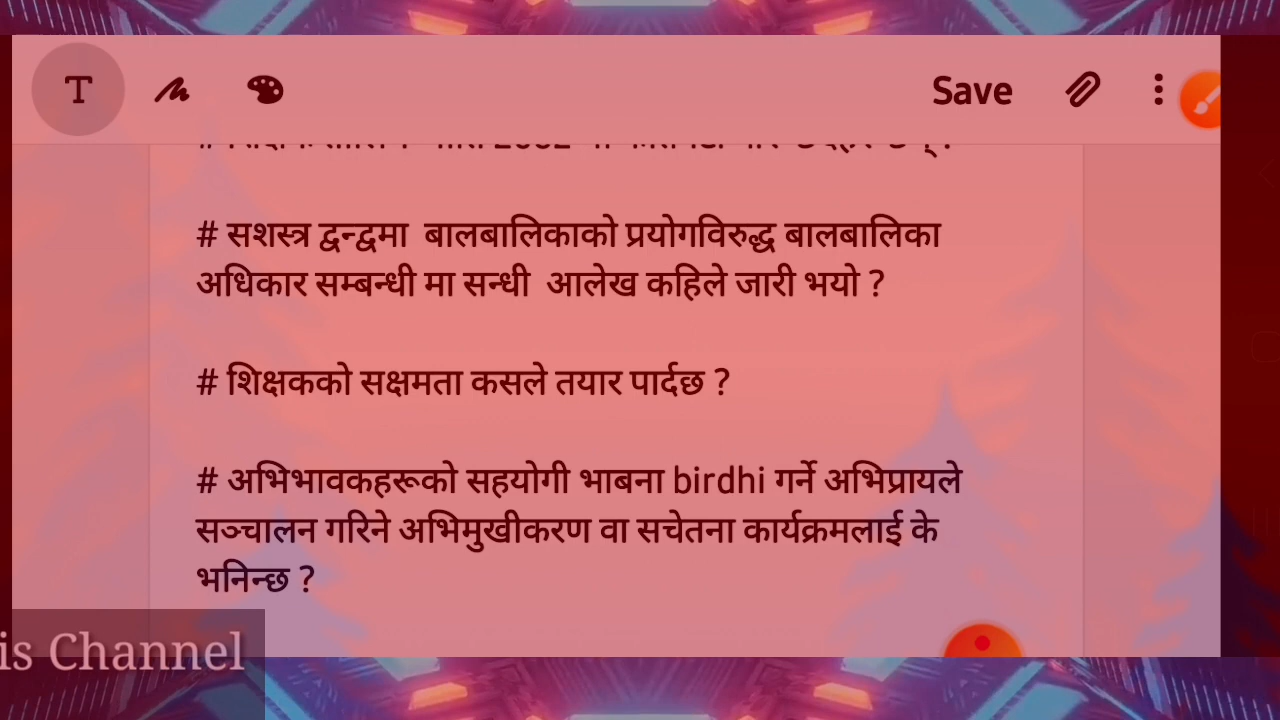 Save
# सशस्त्र द्वन्द्वमा बालबालिकाको प्रयोगविरुद्ध बालबालिका
अधिकार सम्बन्धी मा सन्धी आलेख कहिले जारी भयो ?
# शिक्षकको सक्षमता कसले तयार पार्दछ ?
# अभिभावकहरूको सहयोगी भाबना birdhi गर्ने अभिप्रायले
सञ्चालन गरिने अभिमुखीकरण वा सचेतना कार्यक्रमलाई के
भनिन्छ ?
is Channel